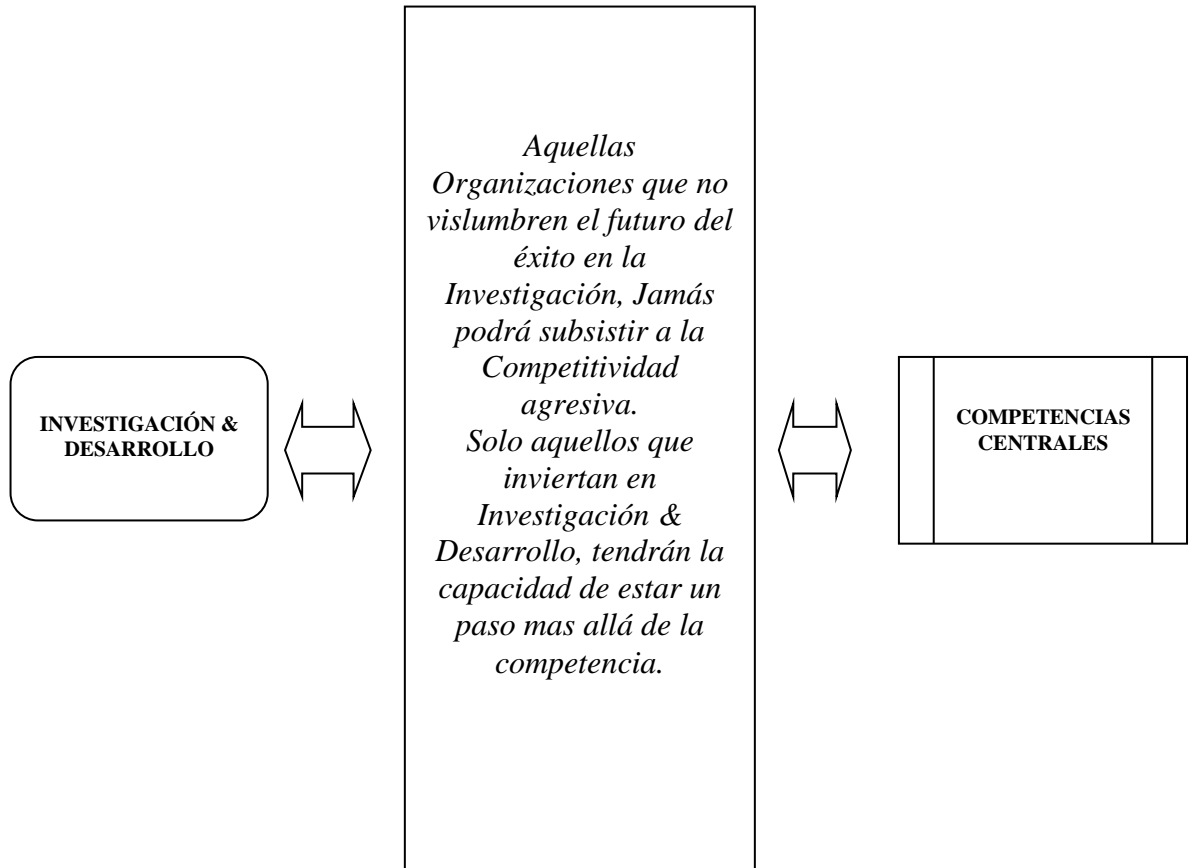 INVESTIGACIÓN &
DESARROLLO
Aquellas
Organizaciones que no
vislumbren el futuro del
éxito en la
Investigación, Jamás
podrá subsistir a la
Competitividad
agresiva.
Solo aquellos que
inviertan en
Investigación &
Desarrollo, tendrán la
capacidad de estar un
paso mas allá de la
competencia.
COMPETENCIAS
CENTRALES